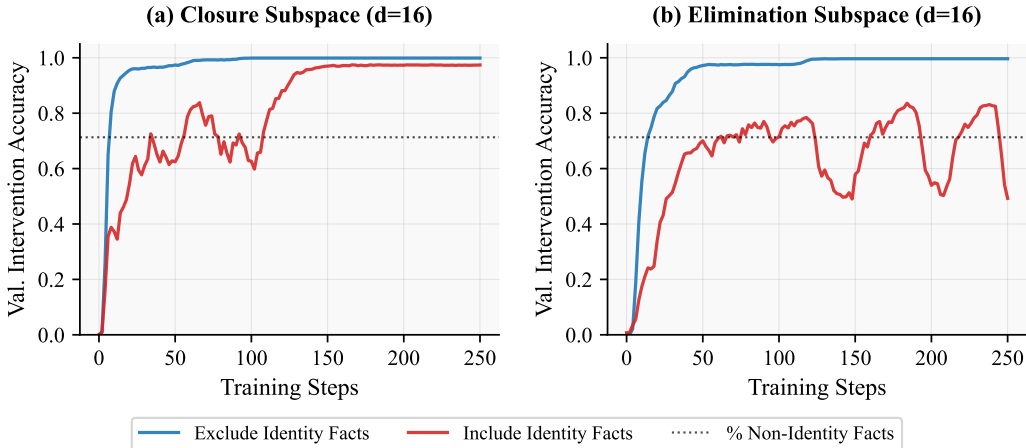 (a) Closure Subspace (d=16)
Val. Intervention Accuracy
1.0
0.8
0.6
0.4
0.2
0.0
0 50 100 150 200 250
Training Steps
(b) Elimination Subspace (d=16)
Val. Intervention Accuracy
1.0
0.8
0.6
0.4
0.2
0.0
0 50 100 150 200 250
Training Steps
Exclude Identity Facts Include Identity Facts % Non-Identity Facts